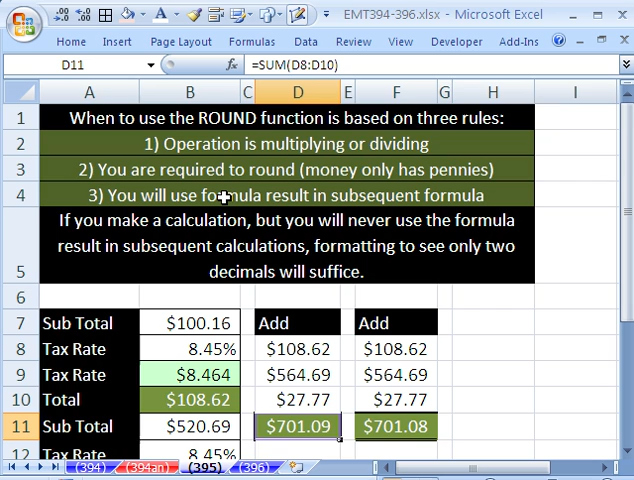 EMT394-396.xlsx - Microsoft Excel
Home Insert Page Layout Formulas Data Review View Developer Add-Ins
D11 fx =SUM(D8:D10)
A B C D E F G H I
1 When to use the ROUND function is based on three rules:
2 1) Operation is multiplying or dividing
3 2) You are required to round (money only has pennies)
4 3) You will use formula result in subsequent formula
If you make a calculation, but you will never use the formula
result in subsequent calculations, formatting to see only two
5 decimals will suffice.
6
7 Sub Total $100.16 Add Add
8 Tax Rate 8.45% $108.62 $108.62
9 Tax Rate $8.464 $564.69 $564.69
10 Total $108.62 $27.77 $27.77
11 Sub Total $520.69 $701.09 $701.08
12 Tax Rate 8.45%
(394) (394an) (395) (396)